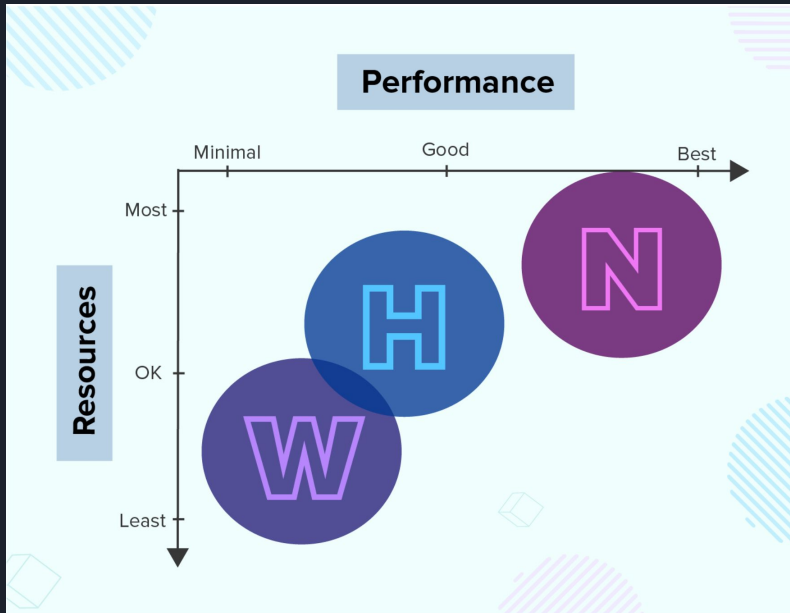 Performance
Minimal Good Best
Most
N
H
Resources
OK
W
Least